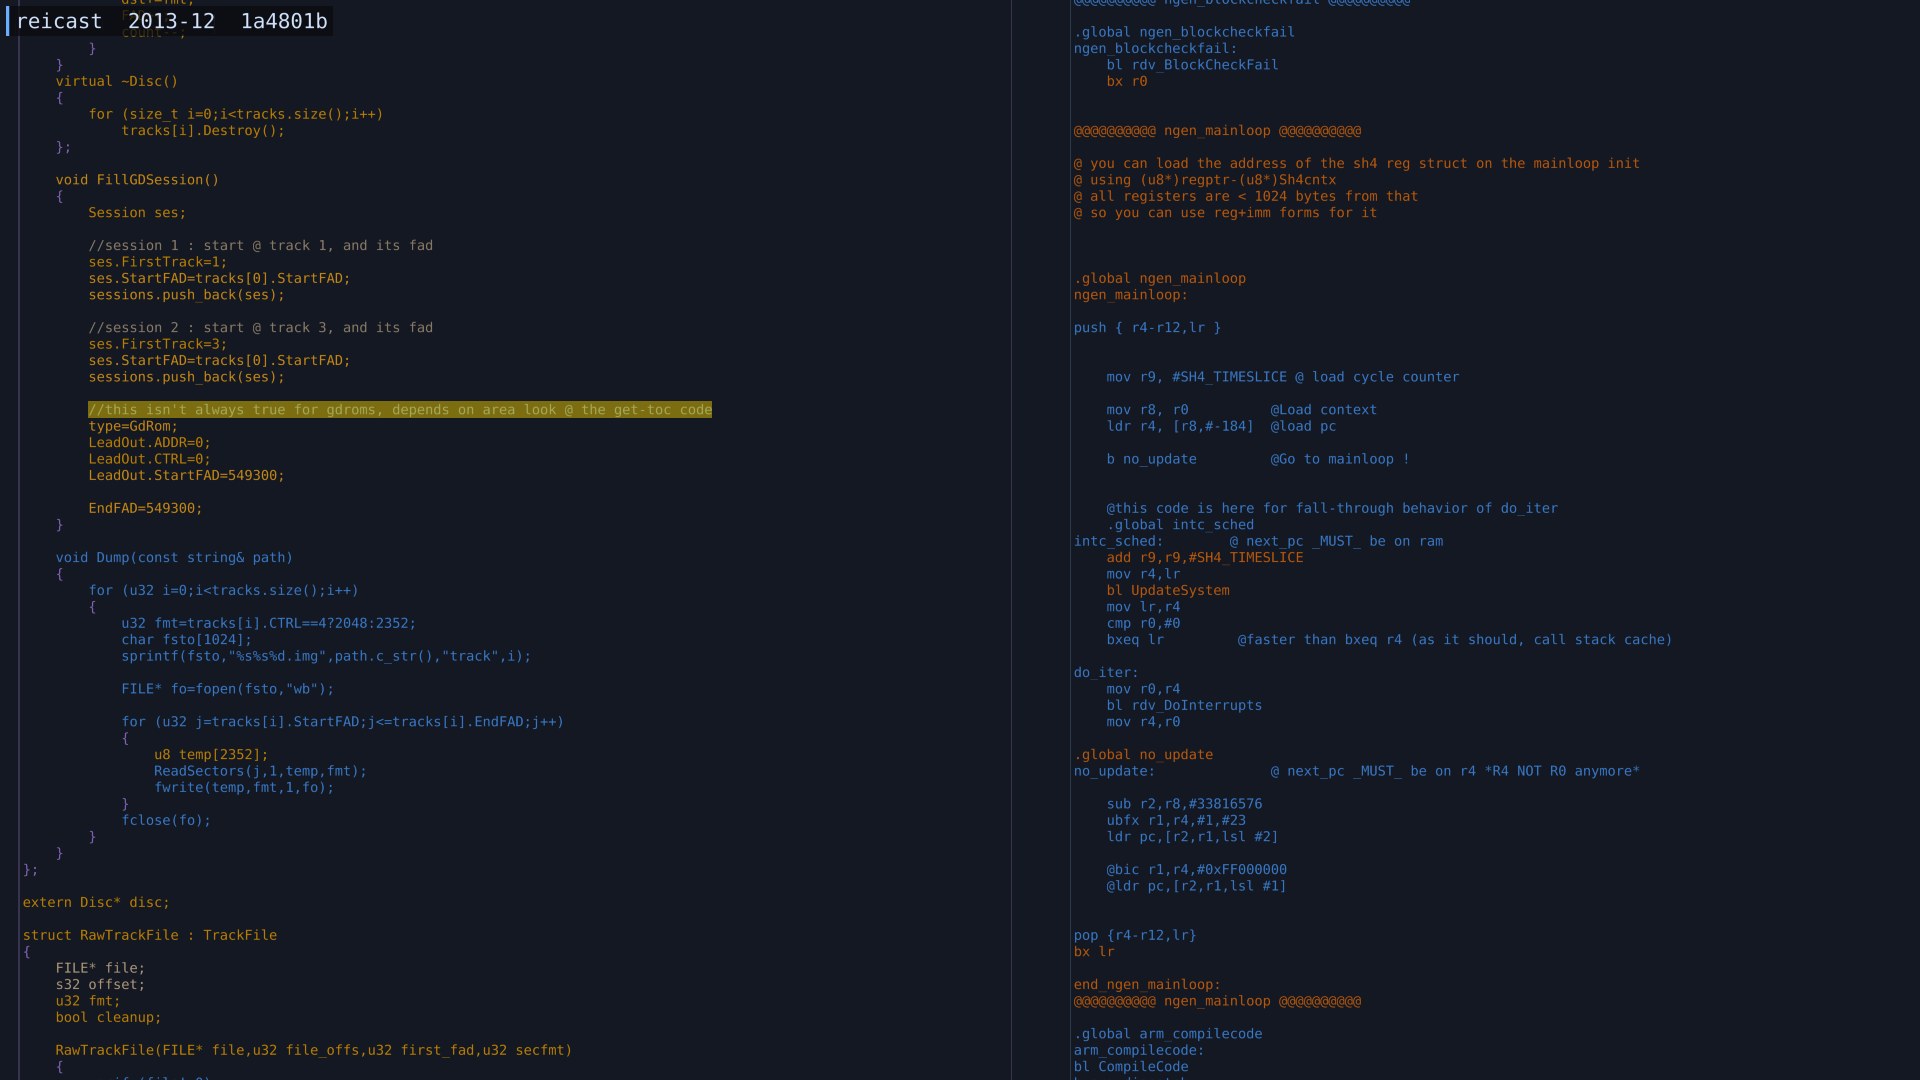 reicast  2013-12  1a4801b
        }
    }
    virtual ~Disc()
    {
        for (size_t i=0;i<tracks.size();i++)
            tracks[i].Destroy();
    };

    void FillGDSession()
    {
        Session ses;

        //session 1 : start @ track 1, and its fad
        ses.FirstTrack=1;
        ses.StartFAD=tracks[0].StartFAD;
        sessions.push_back(ses);

        //session 2 : start @ track 3, and its fad
        ses.FirstTrack=3;
        ses.StartFAD=tracks[0].StartFAD;
        sessions.push_back(ses);

        //this isn't always true for gdroms, depends on area look @ the get-toc code
        type=GdRom;
        LeadOut.ADDR=0;
        LeadOut.CTRL=0;
        LeadOut.StartFAD=549300;

        EndFAD=549300;
    }

    void Dump(const string& path)
    {
        for (u32 i=0;i<tracks.size();i++)
        {
            u32 fmt=tracks[i].CTRL==4?2048:2352;
            char fsto[1024];
            sprintf(fsto,"%s%s%d.img",path.c_str(),"track",i);

            FILE* fo=fopen(fsto,"wb");

            for (u32 j=tracks[i].StartFAD;j<=tracks[i].EndFAD;j++)
            {
                u8 temp[2352];
                ReadSectors(j,1,temp,fmt);
                fwrite(temp,fmt,1,fo);
            }
            fclose(fo);
        }
    }
};

extern Disc* disc;

struct RawTrackFile : TrackFile
{
    FILE* file;
    s32 offset;
    u32 fmt;
    bool cleanup;

    RawTrackFile(FILE* file,u32 file_offs,u32 first_fad,u32 secfmt)
    {
@@@@@@@@@@ ngen_blockcheckfail @@@@@@@@@@

.global ngen_blockcheckfail
ngen_blockcheckfail:
    bl rdv_BlockCheckFail
    bx r0

@@@@@@@@@@ ngen_mainloop @@@@@@@@@@

@ you can load the address of the sh4 reg struct on the mainloop init
@ using (u8*)regptr-(u8*)Sh4cntx
@ all registers are < 1024 bytes from that
@ so you can use reg+imm forms for it

.global ngen_mainloop
ngen_mainloop:

push { r4-r12,lr }

    mov r9, #SH4_TIMESLICE @ load cycle counter

    mov r8, r0          @Load context
    ldr r4, [r8,#-184]  @load pc

    b no_update         @Go to mainloop !

    @this code is here for fall-through behavior of do_iter
    .global intc_sched
intc_sched:        @ next_pc _MUST_ be on ram
    add r9,r9,#SH4_TIMESLICE
    mov r4,lr
    bl UpdateSystem
    mov lr,r4
    cmp r0,#0
    bxeq lr         @faster than bxeq r4 (as it should, call stack cache)

do_iter:
    mov r0,r4
    bl rdv_DoInterrupts
    mov r4,r0

.global no_update
no_update:              @ next_pc _MUST_ be on r4 *R4 NOT R0 anymore*

    sub r2,r8,#33816576
    ubfx r1,r4,#1,#23
    ldr pc,[r2,r1,lsl #2]

    @bic r1,r4,#0xFF000000
    @ldr pc,[r2,r1,lsl #1]

pop {r4-r12,lr}
bx lr

end_ngen_mainloop:
@@@@@@@@@@ ngen_mainloop @@@@@@@@@@

.global arm_compilecode
arm_compilecode:
bl CompileCode